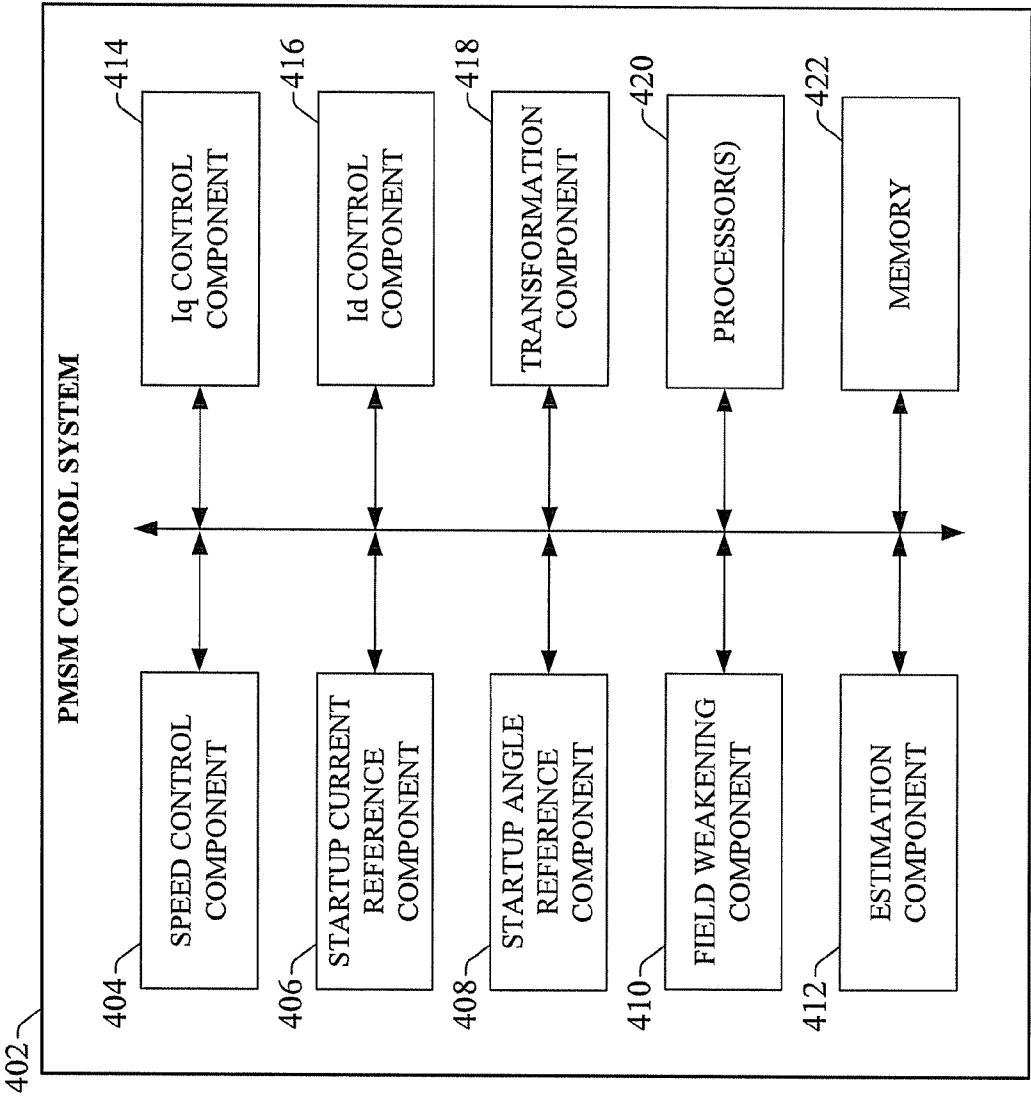 402
PMSM CONTROL SYSTEM
404
SPEED CONTROL
COMPONENT
406
STARTUP CURRENT
REFERENCE
COMPONENT
408
STARTUP ANGLE
REFERENCE
COMPONENT
410
FIELD WEAKENING
COMPONENT
412
ESTIMATION
COMPONENT
414
Iq CONTROL
COMPONENT
416
Id CONTROL
COMPONENT
418
TRANSFORMATION
COMPONENT
420
PROCESSOR(S)
422
MEMORY